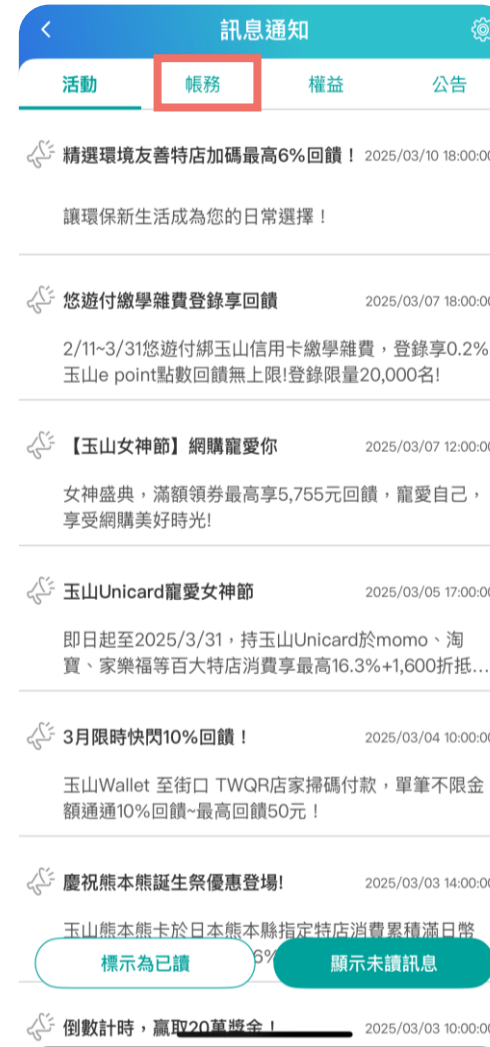 訊息通知
活動 帳務 權益 公告
精選環境友善特店加碼最高6%回饋！ 2025/03/10 18:00:00
讓環保新生活成為您的日常選擇！
悠遊付繳學雜費登錄享回饋 2025/03/07 18:00:00
2/11~3/31悠遊付綁玉山信用卡繳學雜費，登錄享0.2%
玉山e point點數回饋無上限!登錄限量20,000名!
【玉山女神節】網購寵愛你 2025/03/07 12:00:00
女神盛典，滿額領券最高享5,755元回饋，寵愛自己，
享受網購美好時光!
玉山Unicard寵愛女神節 2025/03/05 17:00:00
即日起至2025/3/31，持玉山Unicard於momo、淘
寶、家樂福等百大特店消費享最高16.3%+1,600折抵...
3月限時快閃10%回饋！ 2025/03/04 10:00:00
玉山Wallet 至街口 TWQR店家掃碼付款，單筆不限金
額通通10%回饋~最高回饋50元！
慶祝熊本熊誕生祭優惠登場! 2025/03/03 14:00:00
玉山熊本熊卡於日本熊本縣指定特店消費累積滿日幣
6%
標示為已讀 顯示未讀訊息
倒數計時，贏取20萬獎金！ 2025/03/03 10:00:00